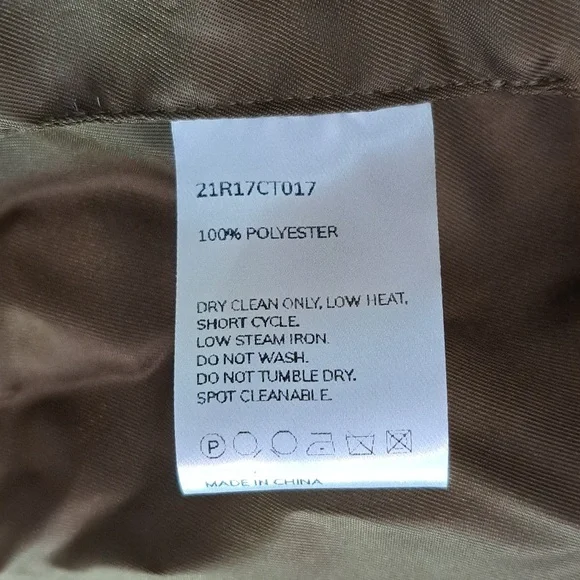 21R17CT017
100% POLYESTER
DRY CLEAN ONLY, LOW HEAT,
SHORT CYCLE.
LOW STEAM IRON.
DO NOT WASH.
DO NOT TUMBLE DRY.
SPOT CLEANABLE.
P
MADE IN CHINA